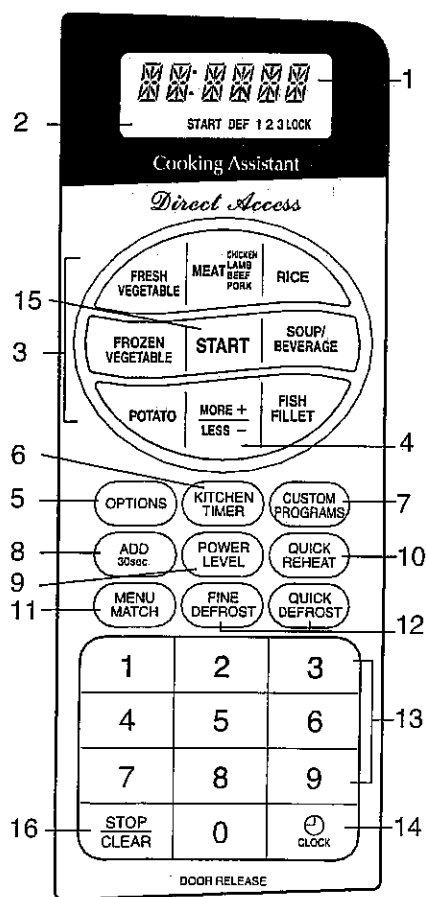 1
2
START DEF 1 2 3 LOCK
Cooking Assistant
Direct Access
15
3
FRESH VEGETABLE
MEAT CHICKEN LAMB BEEF PORK
RICE
FROZEN VEGETABLE
START
SOUP/ BEVERAGE
POTATO
MORE +
LESS −
FISH FILLET
4
6
5
OPTIONS
KITCHEN TIMER
CUSTOM PROGRAMS
7
8
ADD 30sec.
POWER LEVEL
QUICK REHEAT
10
9
11
MENU MATCH
FINE DEFROST
QUICK DEFROST
12
1 2 3
4 5 6
13
7 8 9
16
STOP
CLEAR
0
CLOCK
14
DOOR RELEASE